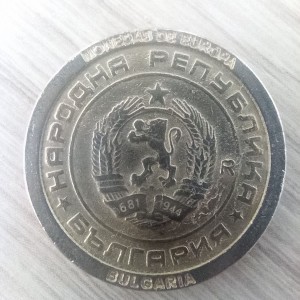 MONEDAS DE EUROPA
★ НАРОДНА РЕПУБЛИКА ★
БЪЛГАРИЯ
681 1944
R
BULGARIA